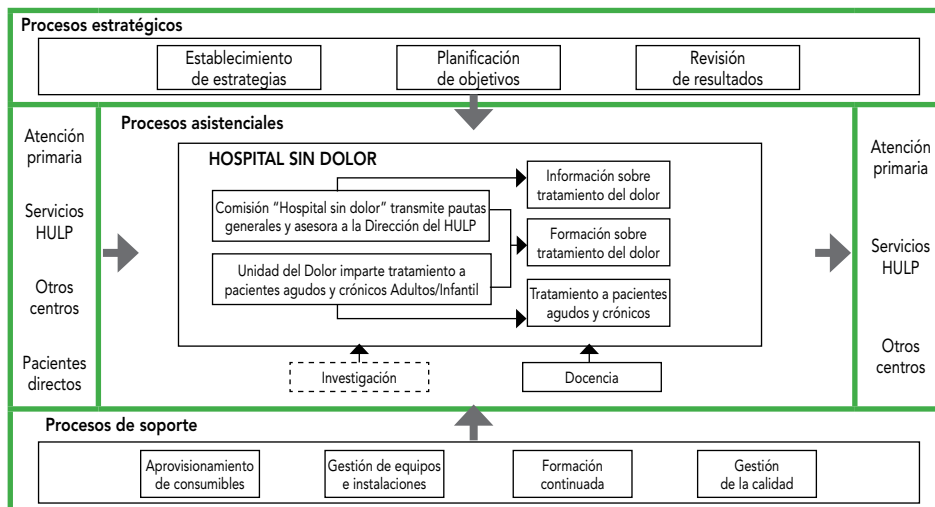 Procesos estratégicos
Establecimiento
de estrategias
Planificación
de objetivos
Revisión
de resultados
Atención
primaria
Servicios
HULP
Otros
centros
Pacientes
directos
Procesos asistenciales
HOSPITAL SIN DOLOR
Comisión “Hospital sin dolor” transmite pautas
generales y asesora a la Dirección del HULP
Unidad del Dolor imparte tratamiento a
pacientes agudos y crónicos Adultos/Infantil
Información sobre
tratamiento del dolor
Formación sobre
tratamiento del dolor
Tratamiento a pacientes
agudos y crónicos
Investigación
Docencia
Atención
primaria
Servicios
HULP
Otros
centros
Procesos de soporte
Aprovisionamiento
de consumibles
Gestión de equipos
e instalaciones
Formación
continuada
Gestión
de la calidad